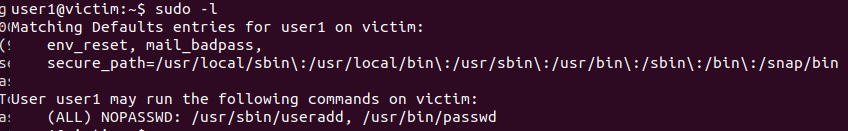 user1@victim:~$ sudo -l
Matching Defaults entries for user1 on victim:
    env_reset, mail_badpass,
    secure_path=/usr/local/sbin\:/usr/local/bin\:/usr/sbin\:/usr/bin\:/sbin\:/bin\:/snap/bin

User user1 may run the following commands on victim:
    (ALL) NOPASSWD: /usr/sbin/useradd, /usr/bin/passwd